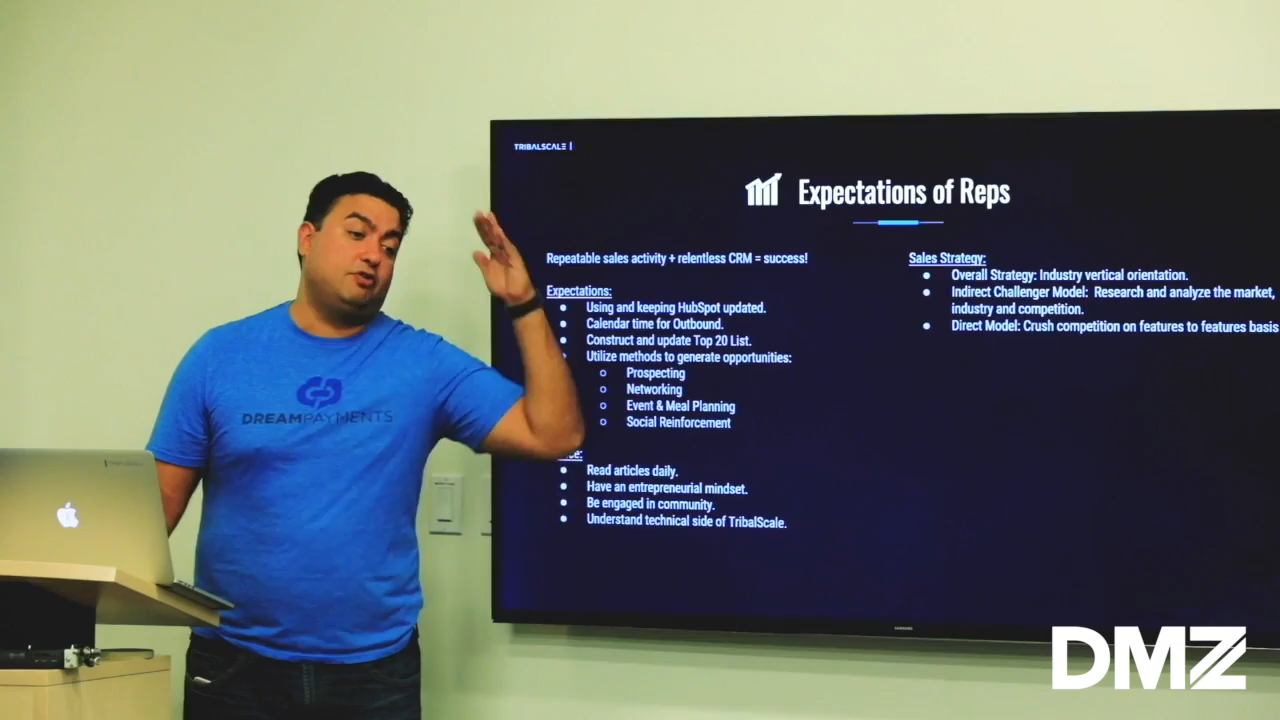 TRIBALSCALE
Expectations of Reps
Repeatable sales activity + relentless CRM = success!
Expectations:
Using and keeping HubSpot updated.
Calendar time for Outbound.
Construct and update Top 20 List.
Utilize methods to generate opportunities:
Prospecting
Networking
Event & Meal Planning
Social Reinforcement
Read articles daily.
Have an entrepreneurial mindset.
Be engaged in community.
Understand technical side of TribalScale.
Sales Strategy:
Overall Strategy: Industry vertical orientation.
Indirect Challenger Model: Research and analyze the market,
industry and competition.
Direct Model: Crush competition on features to features basis
DREAMPAYMENTS
SAMSUNG
DMZ